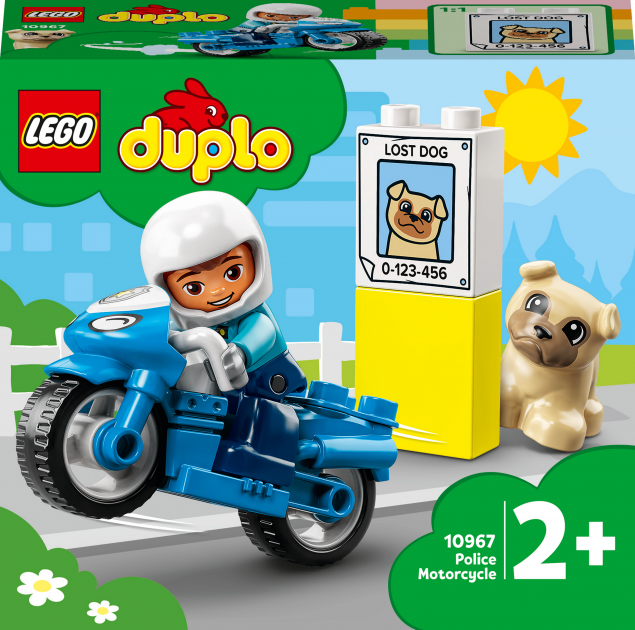 LEGO duplo
10967
1:1
LOST DOG
0-123-456
LEGO duplo
LOST DOG
0-123-456
10967
Police
Motorcycle
2+